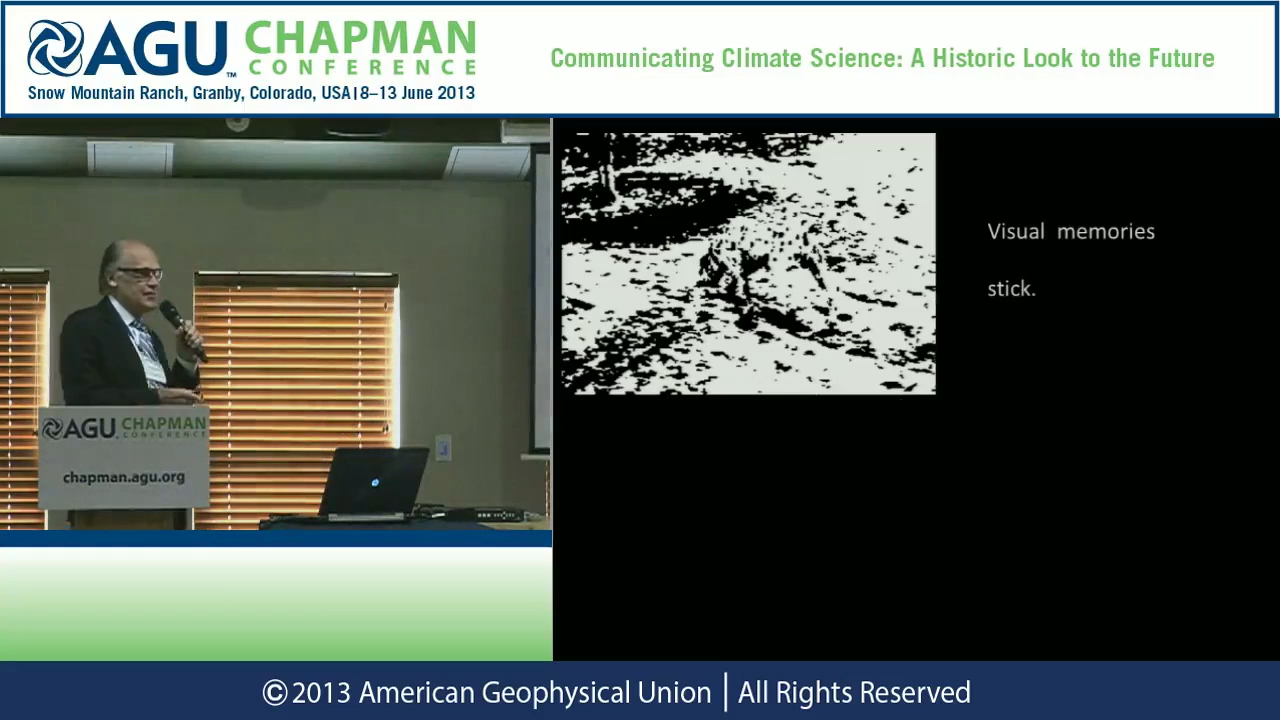 AGU CHAPMAN
™ CONFERENCE
Snow Mountain Ranch, Granby, Colorado, USA|8–13 June 2013
Communicating Climate Science: A Historic Look to the Future
Visual memories
stick.
AGU CHAPMAN
CONFERENCE
chapman.agu.org
©2013 American Geophysical Union | All Rights Reserved